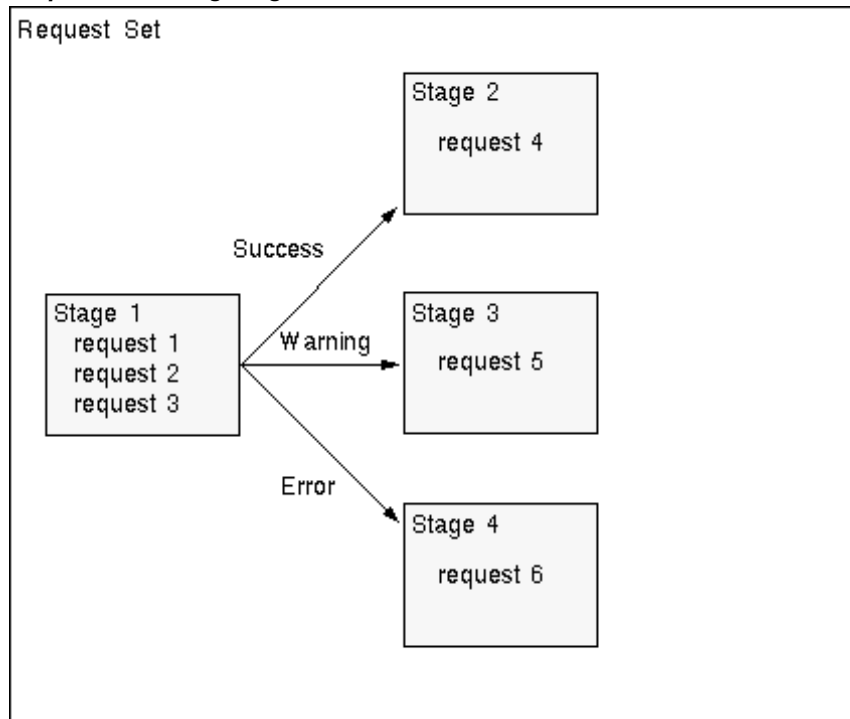 Request Set
Stage 2
request 4
Success
Stage 1
request 1
request 2
request 3
Warning
Stage 3
request 5
Error
Stage 4
request 6